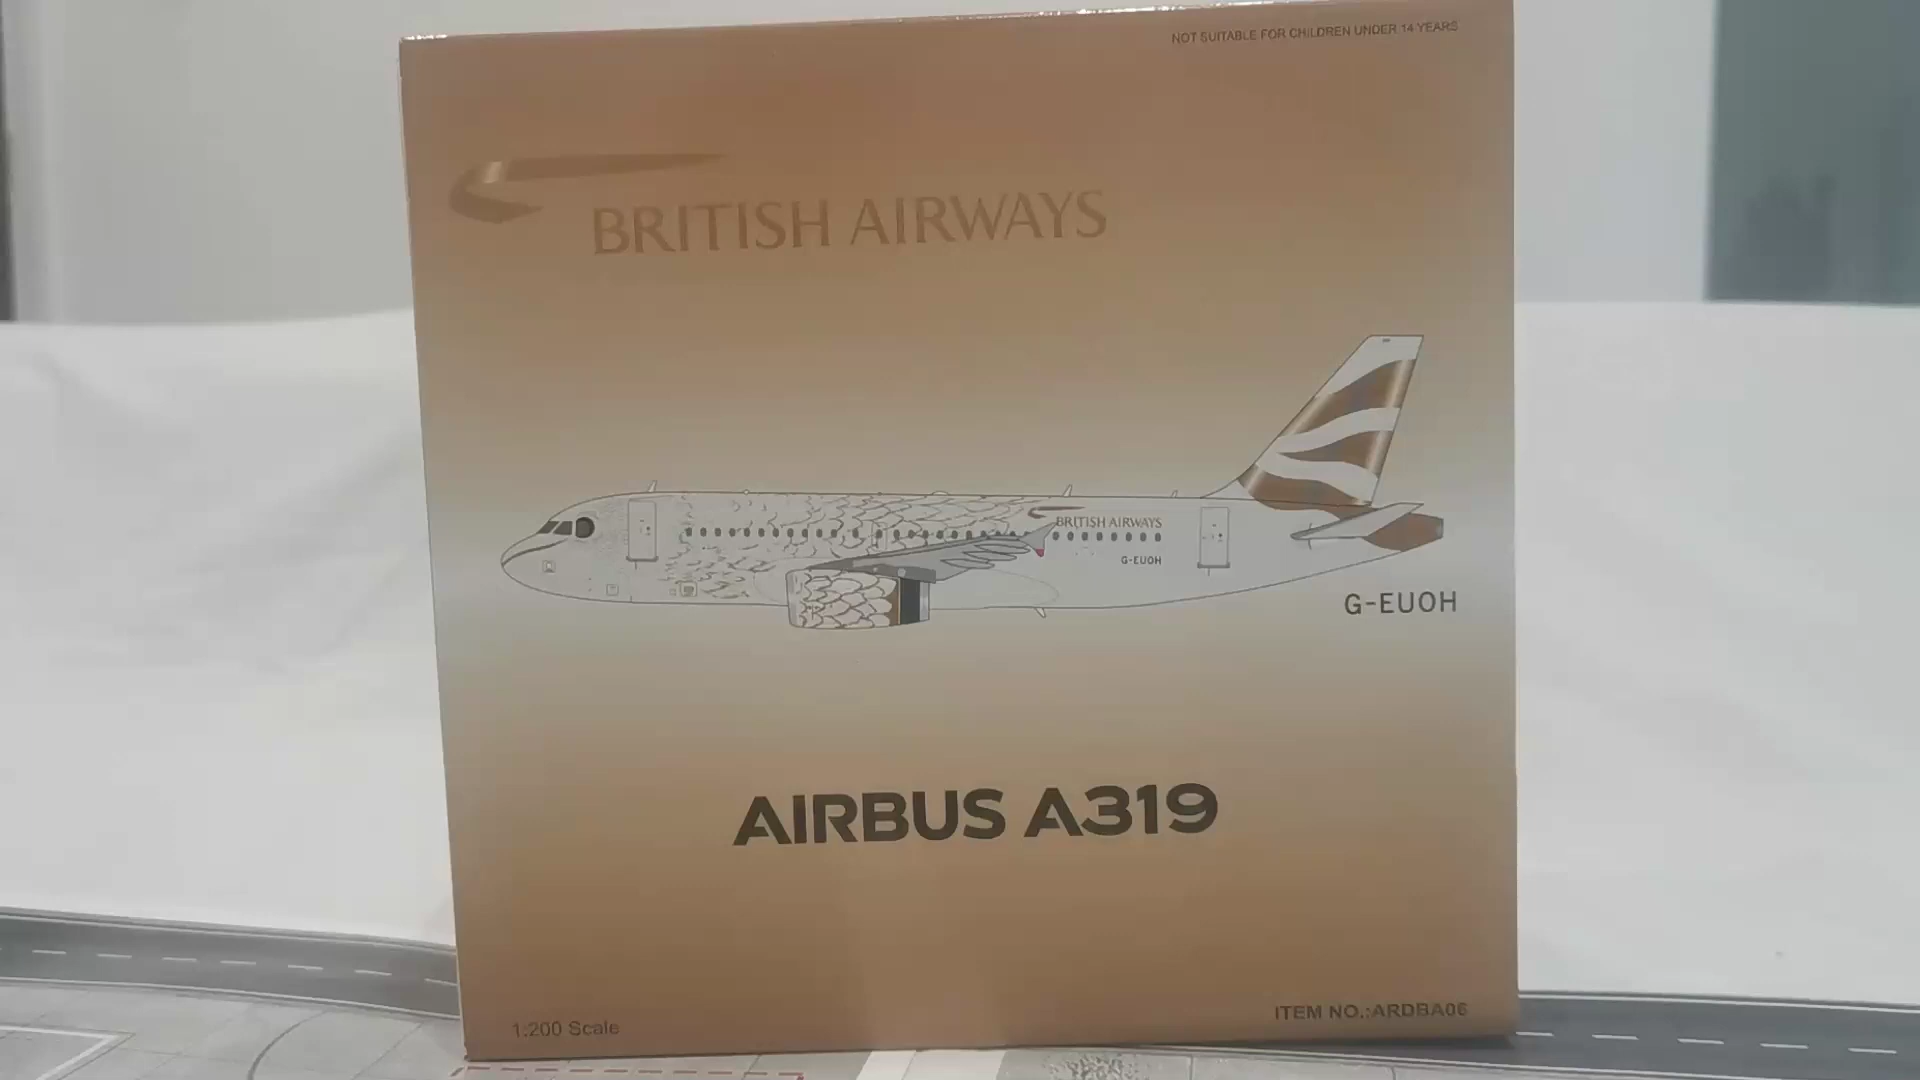 NOT SUITABLE FOR CHILDREN UNDER 14 YEARS
BRITISH AIRWAYS
BRITISH AIRWAYS
G-EUOH
G-EUOH
AIRBUS A319
1:200 Scale
ITEM NO.:ARDBA06